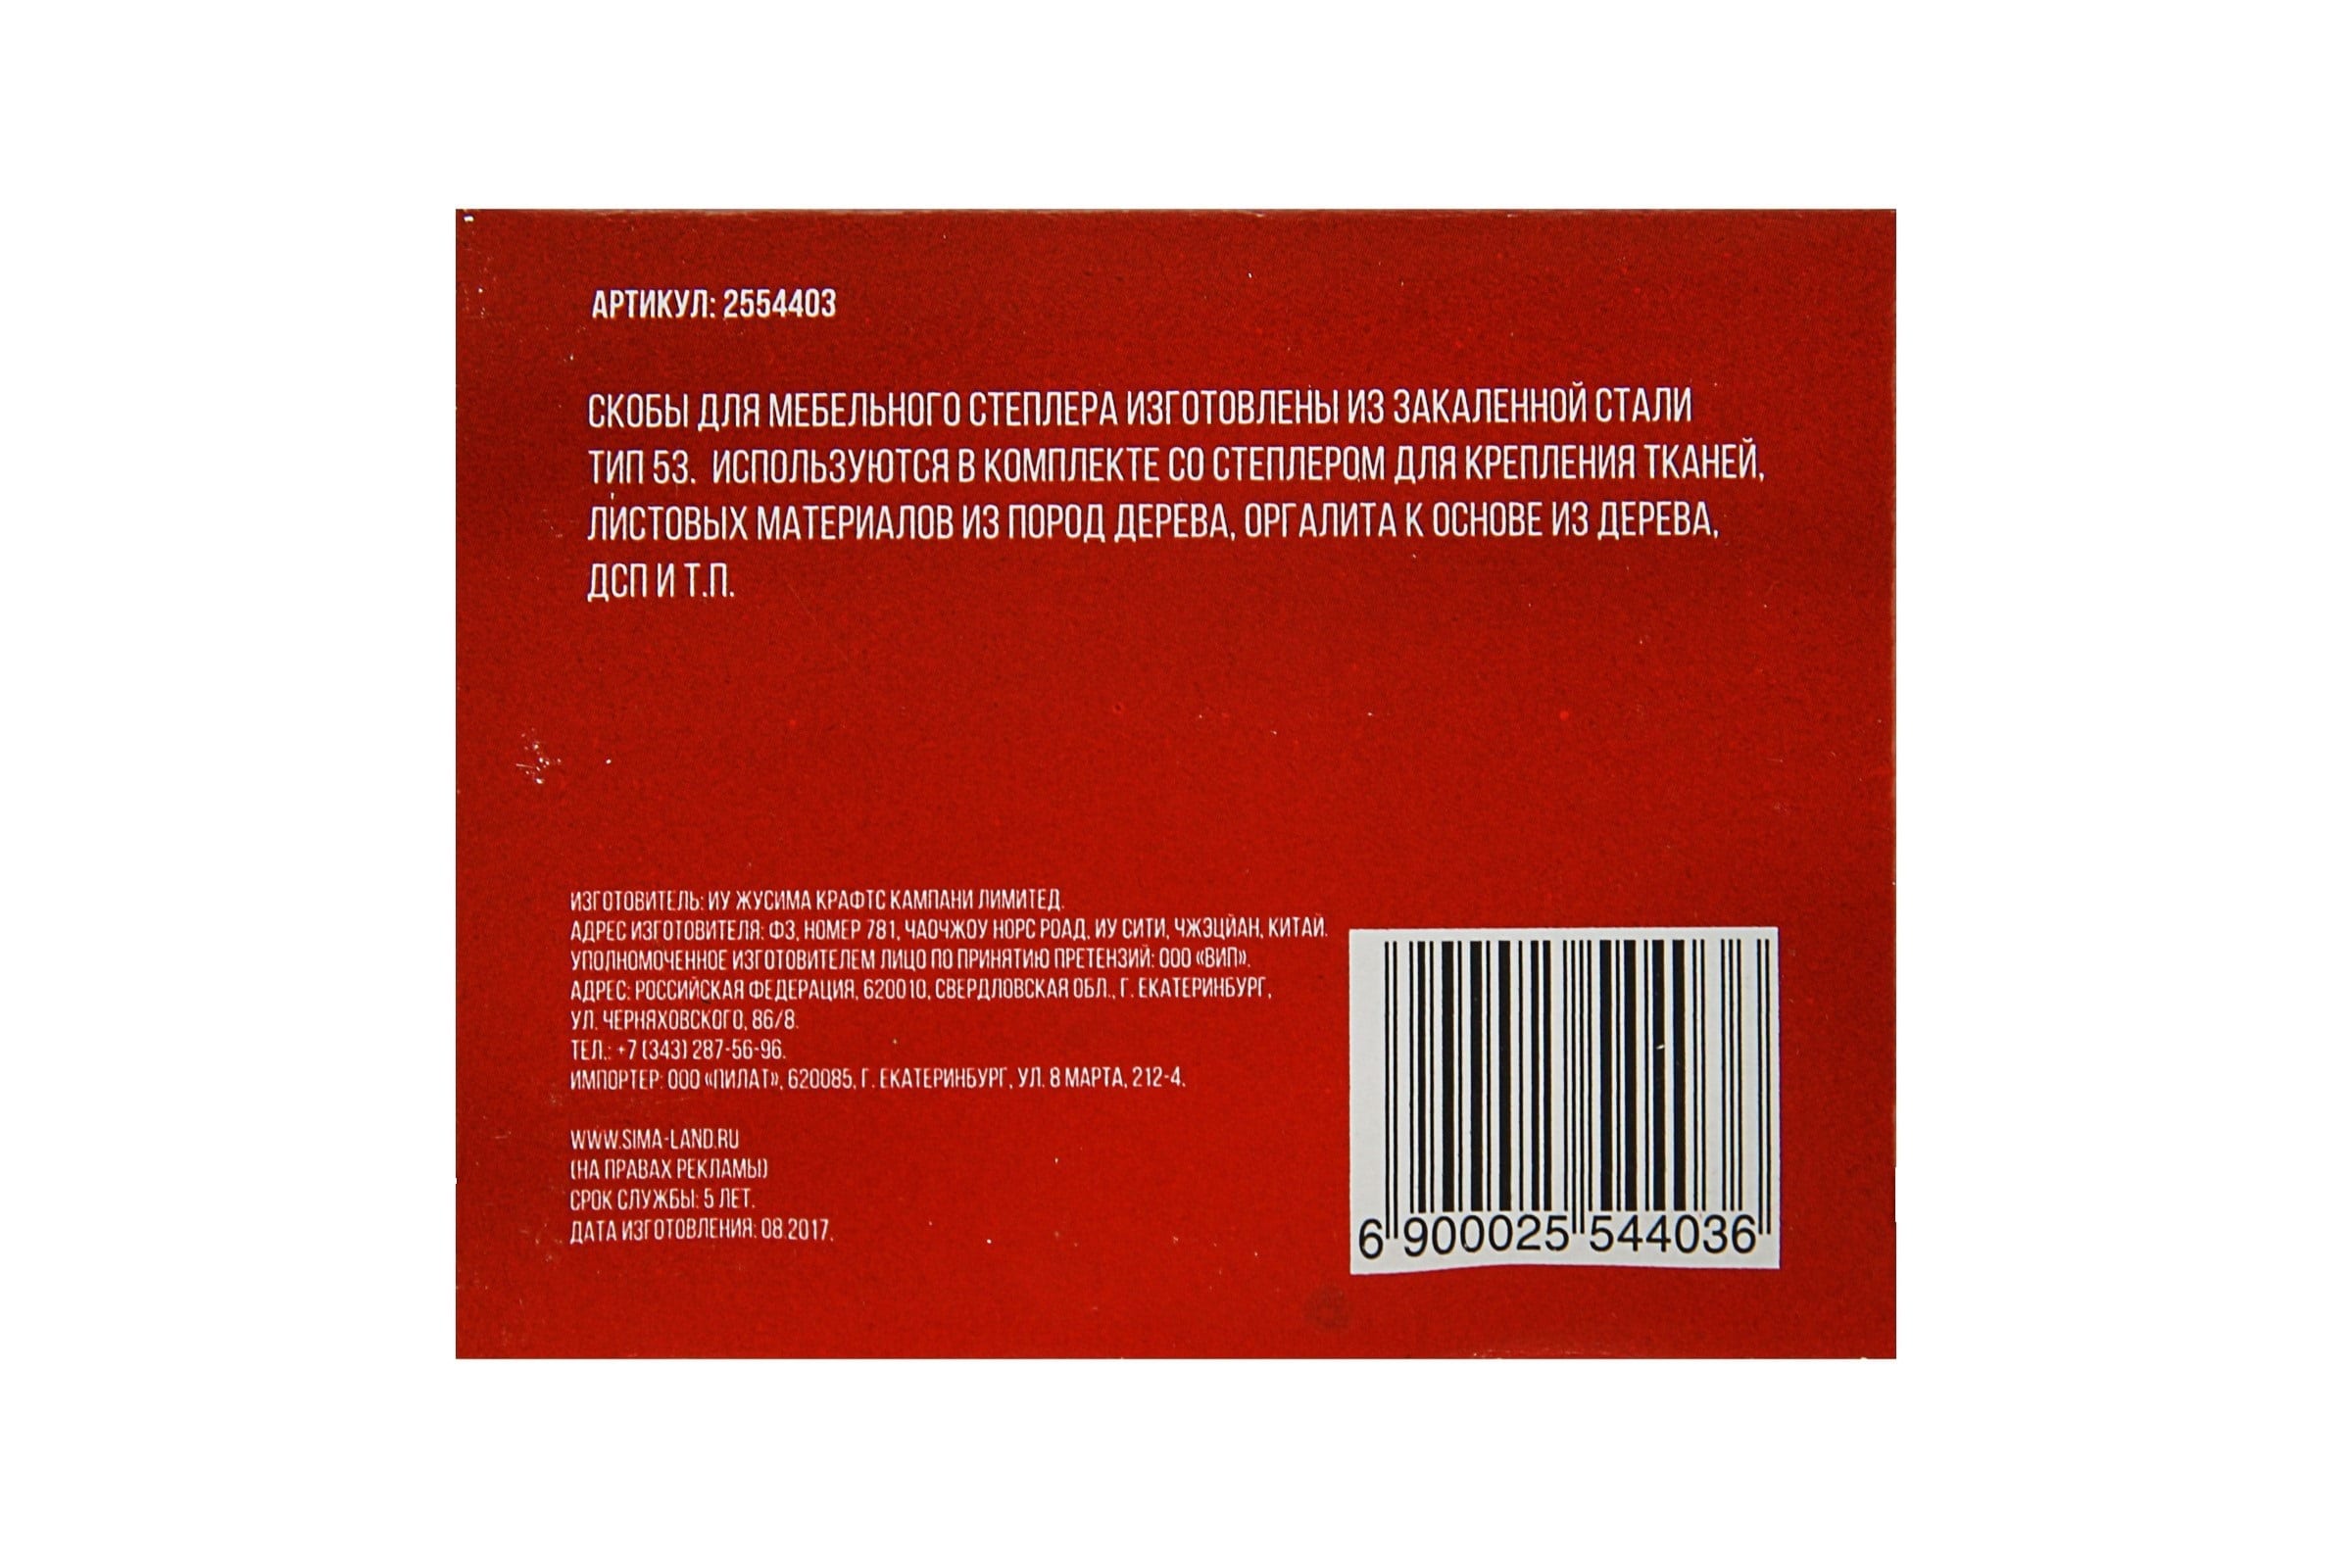 АРТИКУЛ: 2554403
СКОБЫ ДЛЯ МЕБЕЛЬНОГО СТЕПЛЕРА ИЗГОТОВЛЕНЫ ИЗ ЗАКАЛЕННОЙ СТАЛИ
ТИП 53. ИСПОЛЬЗУЮТСЯ В КОМПЛЕКТЕ СО СТЕПЛЕРОМ ДЛЯ КРЕПЛЕНИЯ ТКАНЕЙ,
ЛИСТОВЫХ МАТЕРИАЛОВ ИЗ ПОРОД ДЕРЕВА, ОРГАЛИТА К ОСНОВЕ ИЗ ДЕРЕВА,
ДСП И Т.П.
ИЗГОТОВИТЕЛЬ: ИУ ЖУСИМА КРАФТС КАМПАНИ ЛИМИТЕД.
АДРЕС ИЗГОТОВИТЕЛЯ: Ф3, НОМЕР 781, ЧАОЧЖОУ НОРС РОАД, ИУ СИТИ, ЧЖЭЦЙАН, КИТАЙ.
УПОЛНОМОЧЕННОЕ ИЗГОТОВИТЕЛЕМ ЛИЦО ПО ПРИНЯТИЮ ПРЕТЕНЗИЙ: ООО «ВИП».
АДРЕС: РОССИЙСКАЯ ФЕДЕРАЦИЯ, 620010, СВЕРДЛОВСКАЯ ОБЛ., Г. ЕКАТЕРИНБУРГ,
УЛ. ЧЕРНЯХОВСКОГО, 86/8.
ТЕЛ.: +7 (343) 287-56-96.
ИМПОРТЕР: ООО «ПИЛАТ», 620085, Г. ЕКАТЕРИНБУРГ, УЛ. 8 МАРТА, 212-4.
WWW.SIMA-LAND.RU
(НА ПРАВАХ РЕКЛАМЫ)
СРОК СЛУЖБЫ: 5 ЛЕТ.
ДАТА ИЗГОТОВЛЕНИЯ: 08.2017.
6 900025 544036